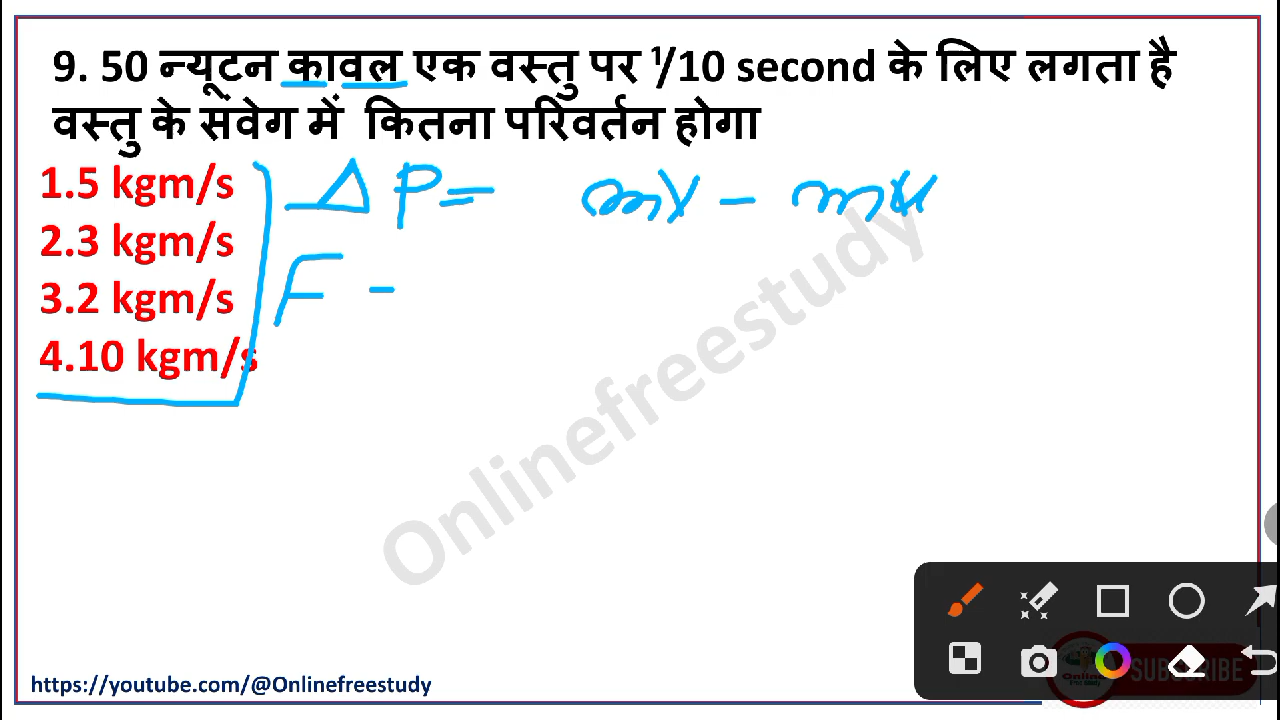 9. 50 न्यूटन कावल एक वस्तु पर 1/10 second के लिए लगता है
वस्तु के संवेग में कितना परिवर्तन होगा
1.5 kgm/s
2.3 kgm/s
3.2 kgm/s
4.10 kgm/s
Δ P = mv - mu
F -
Onlinefreestudy
SUBSCRIBE
https://youtube.com/@Onlinefreestudy